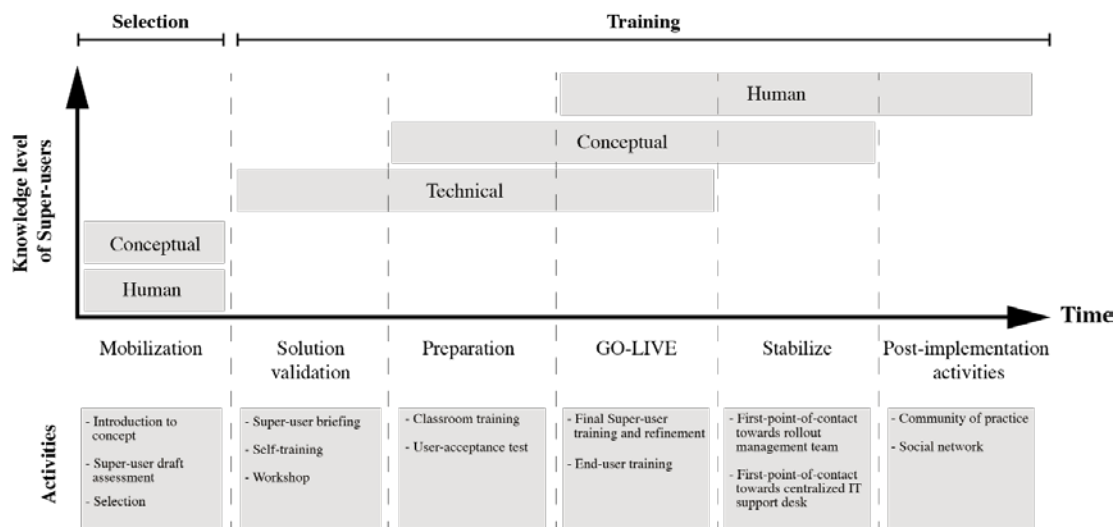 Selection
Training
Knowledge level
of Super-users
Human
Conceptual
Technical
Conceptual
Human
Time
Mobilization
Solution
validation
Preparation
GO-LIVE
Stabilize
Post-implementation
activities
Activities
- Introduction to
concept
- Super-user draft
assessment
- Selection
- Super-user briefing
- Self-training
- Workshop
- Classroom training
- User-acceptance test
- Final Super-user
training and refinement
- End-user training
- First-point-of-contact
towards rollout
management team
- First-point-of-contact
towards centralized IT
support desk
- Community of practice
- Social network